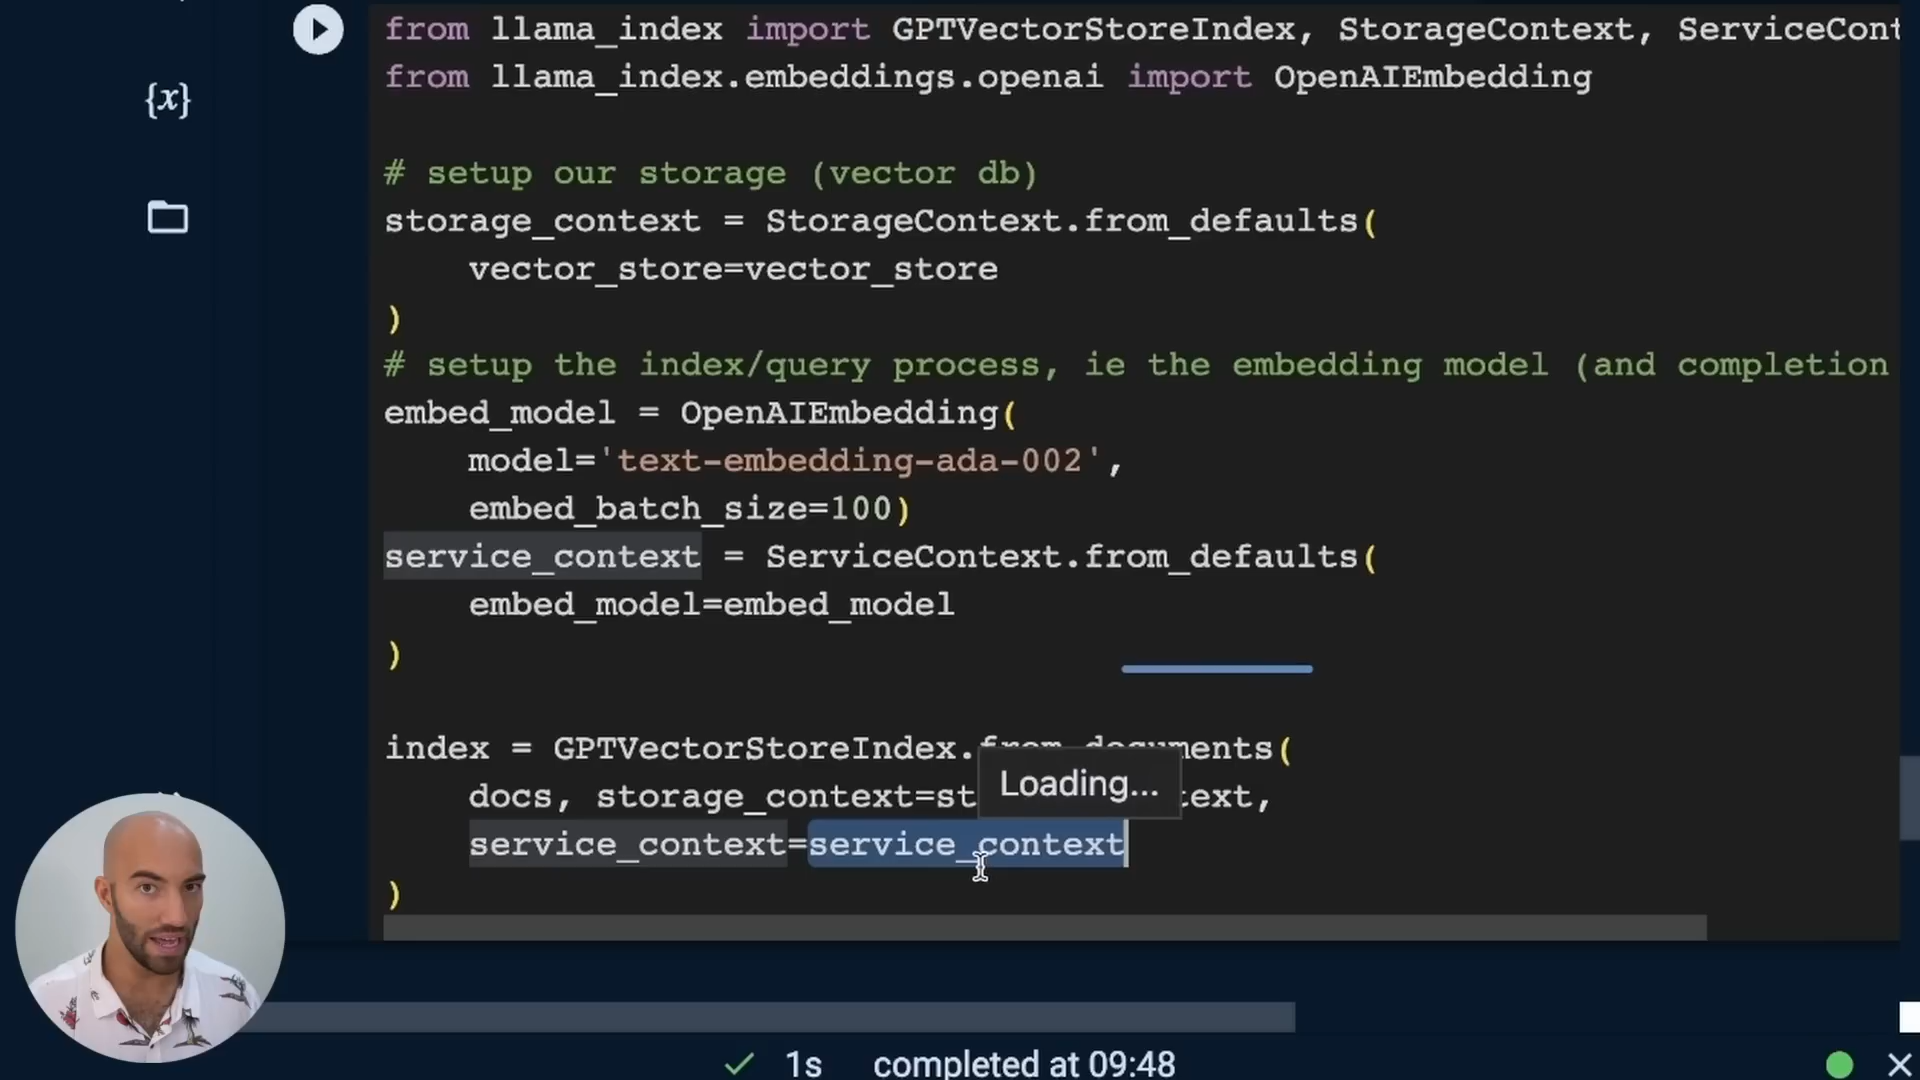 from llama_index import GPTVectorStoreIndex, StorageContext, ServiceCont
from llama_index.embeddings.openai import OpenAIEmbedding
{x}
# setup our storage (vector db)
storage_context = StorageContext.from_defaults(
    vector_store=vector_store
)
# setup the index/query process, ie the embedding model (and completion
embed_model = OpenAIEmbedding(
    model='text-embedding-ada-002',
    embed_batch_size=100)
service_context = ServiceContext.from_defaults(
    embed_model=embed_model
)
index = GPTVectorStoreIndex.from_documents(
Loading...
    docs, storage_context=st text,
    service_context=service_context
)
1s completed at 09:48